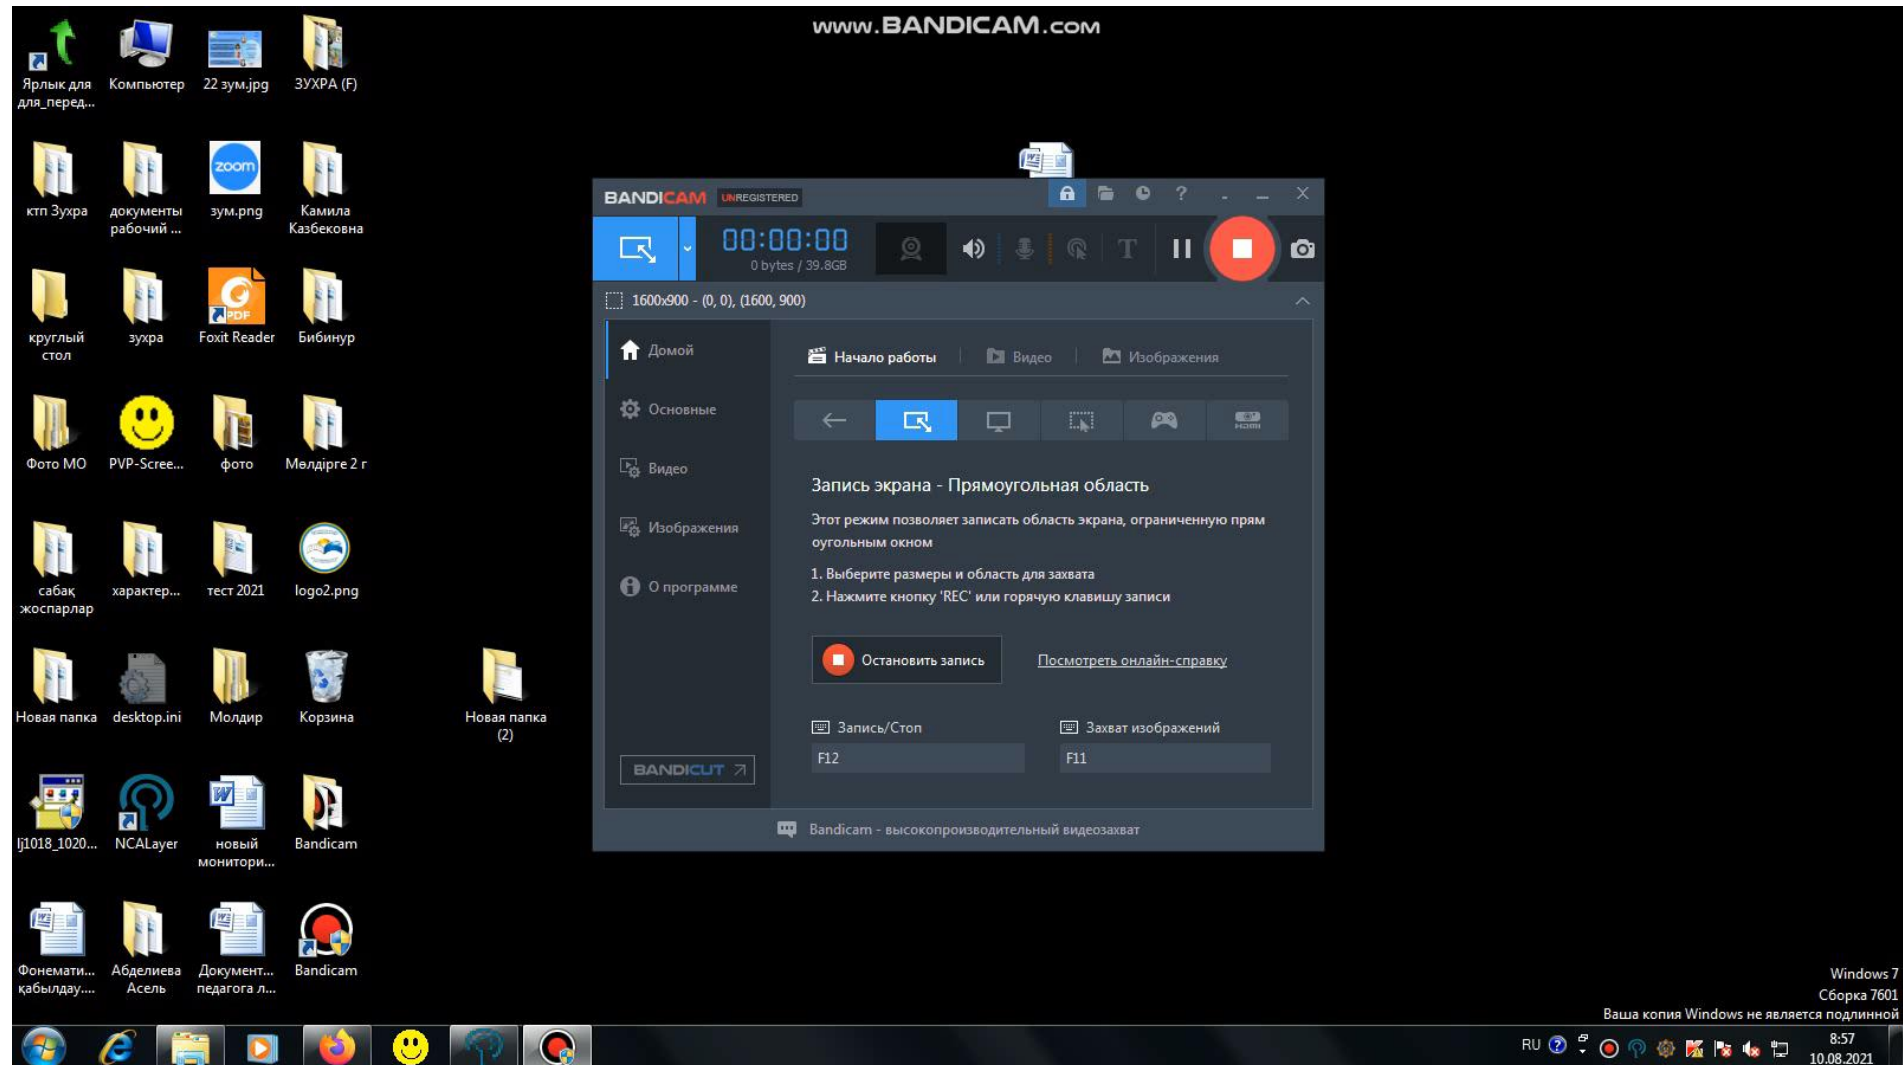 www.BANDICAM.com
Ярлык для
для_перед...
Компьютер
22 зум.jpg
ЗУХРА (F)
ктп Зухра
документы
рабочий ...
zoom
зум.png
Камила
Казбековна
круглый
стол
зухра
PDF
Foxit Reader
Бибинур
Фото МО
PVP-Scree...
фото
Мөлдірге 2 г
сабақ
жоспарлар
характер...
тест 2021
logo2.png
Новая папка
desktop.ini
Молдир
Корзина
Новая папка
(2)
lj1018_1020...
NCALayer
новый
монитори...
Bandicam
Фонемати...
қабылдау....
Абделиева
Асель
Документ...
педагога л...
Bandicam
BANDICAM UNREGISTERED
00:00:00
0 bytes / 39.8GB
1600x900 - (0, 0), (1600, 900)
Домой
Основные
Видео
Изображения
О программе
BANDICUT
Начало работы
Видео
Изображения
HDMI
Запись экрана - Прямоугольная область
Этот режим позволяет записать область экрана, ограниченную прям
оугольным окном
1. Выберите размеры и область для захвата
2. Нажмите кнопку 'REC' или горячую клавишу записи
Остановить запись
Посмотреть онлайн-справку
Запись/Стоп
Захват изображений
F12
F11
Bandicam - высокопроизводительный видеозахват
Windows 7
Сборка 7601
Ваша копия Windows не является подлинной
RU
8:57
10.08.2021